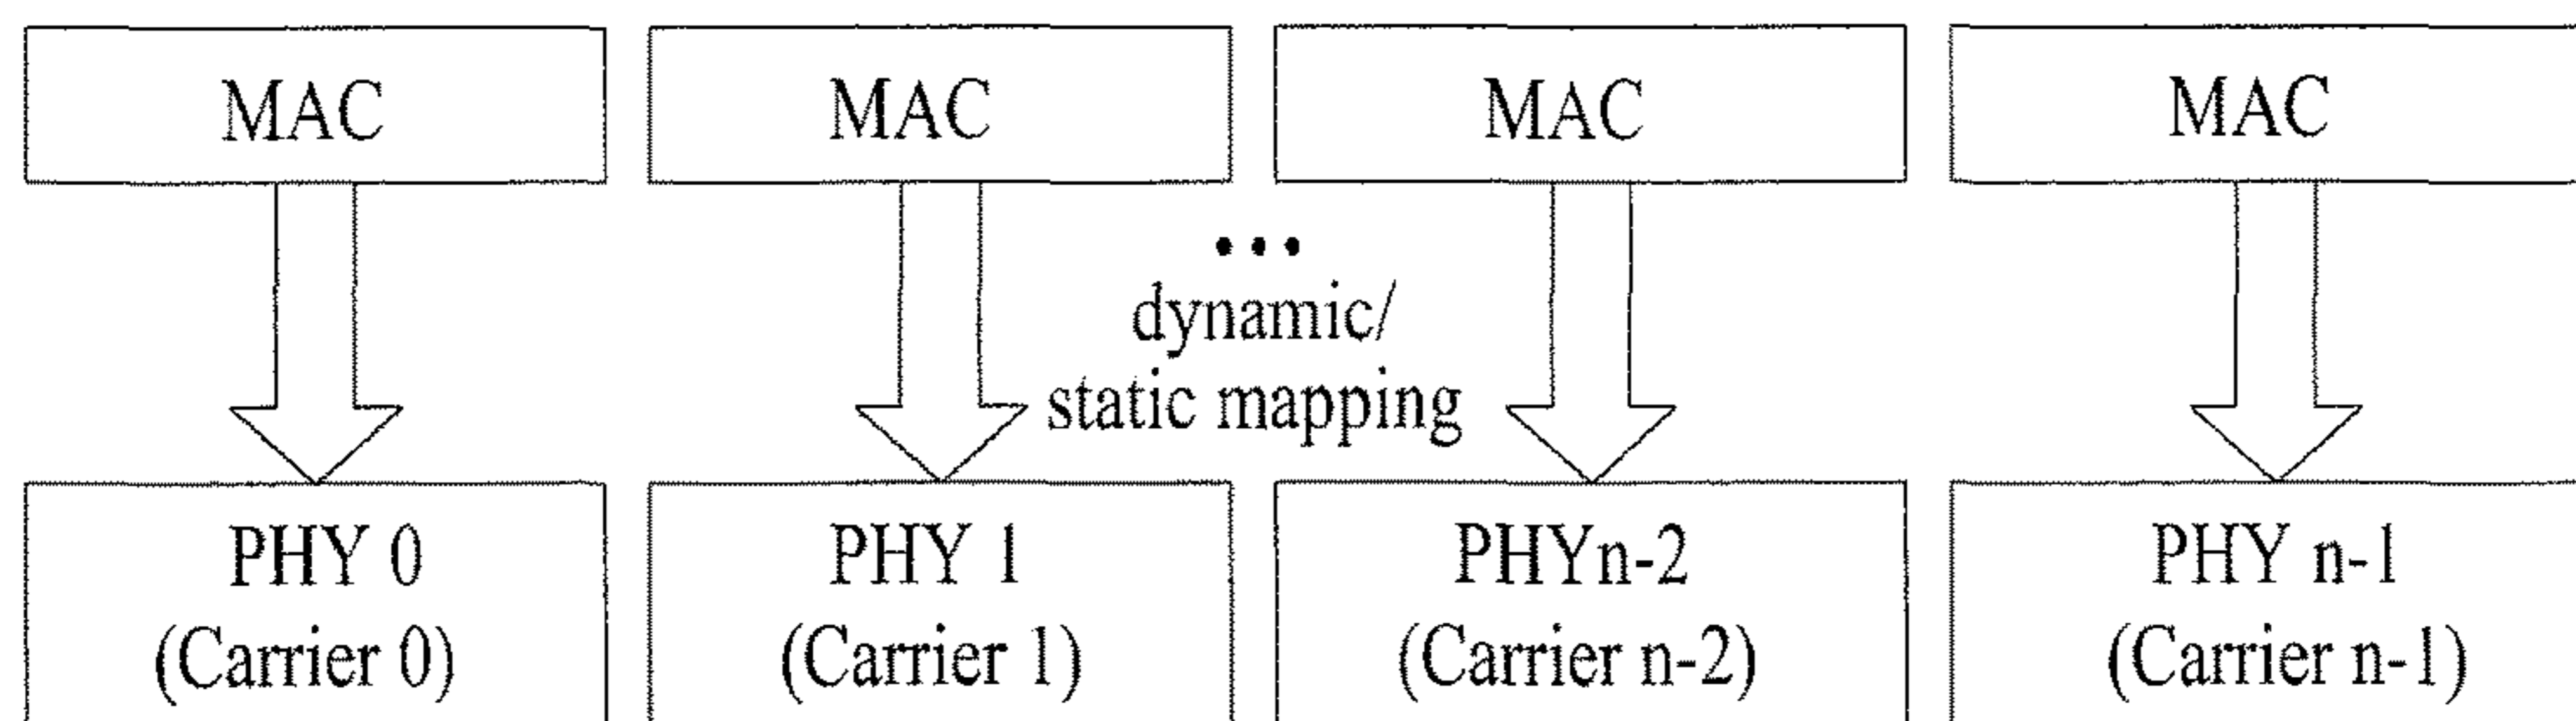 MAC
MAC
MAC
MAC
...
dynamic/
static mapping
PHY 0
(Carrier 0)
PHY 1
(Carrier 1)
PHYn-2
(Carrier n-2)
PHY n-1
(Carrier n-1)